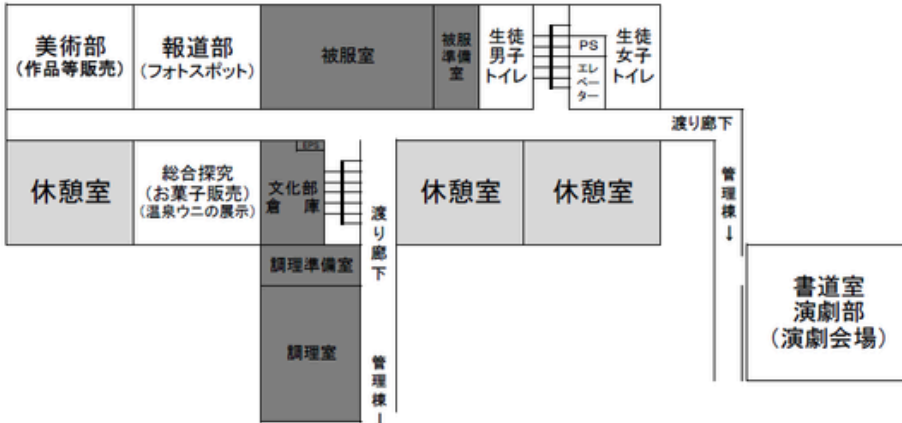 美術部
(作品等販売)
報道部
(フォトスポット)
被服室
被服
準備
室
生徒
男子
トイレ
PS
エレ
ベー
ター
生徒
女子
トイレ
渡り廊下
休憩室
総合探究
(お菓子販売)
(温泉ウニの展示)
EPS
文化部
倉 庫
渡り廊下
休憩室
休憩室
管理棟↓
調理準備室
調理室
管理棟↓
書道室
演劇部
(演劇会場)